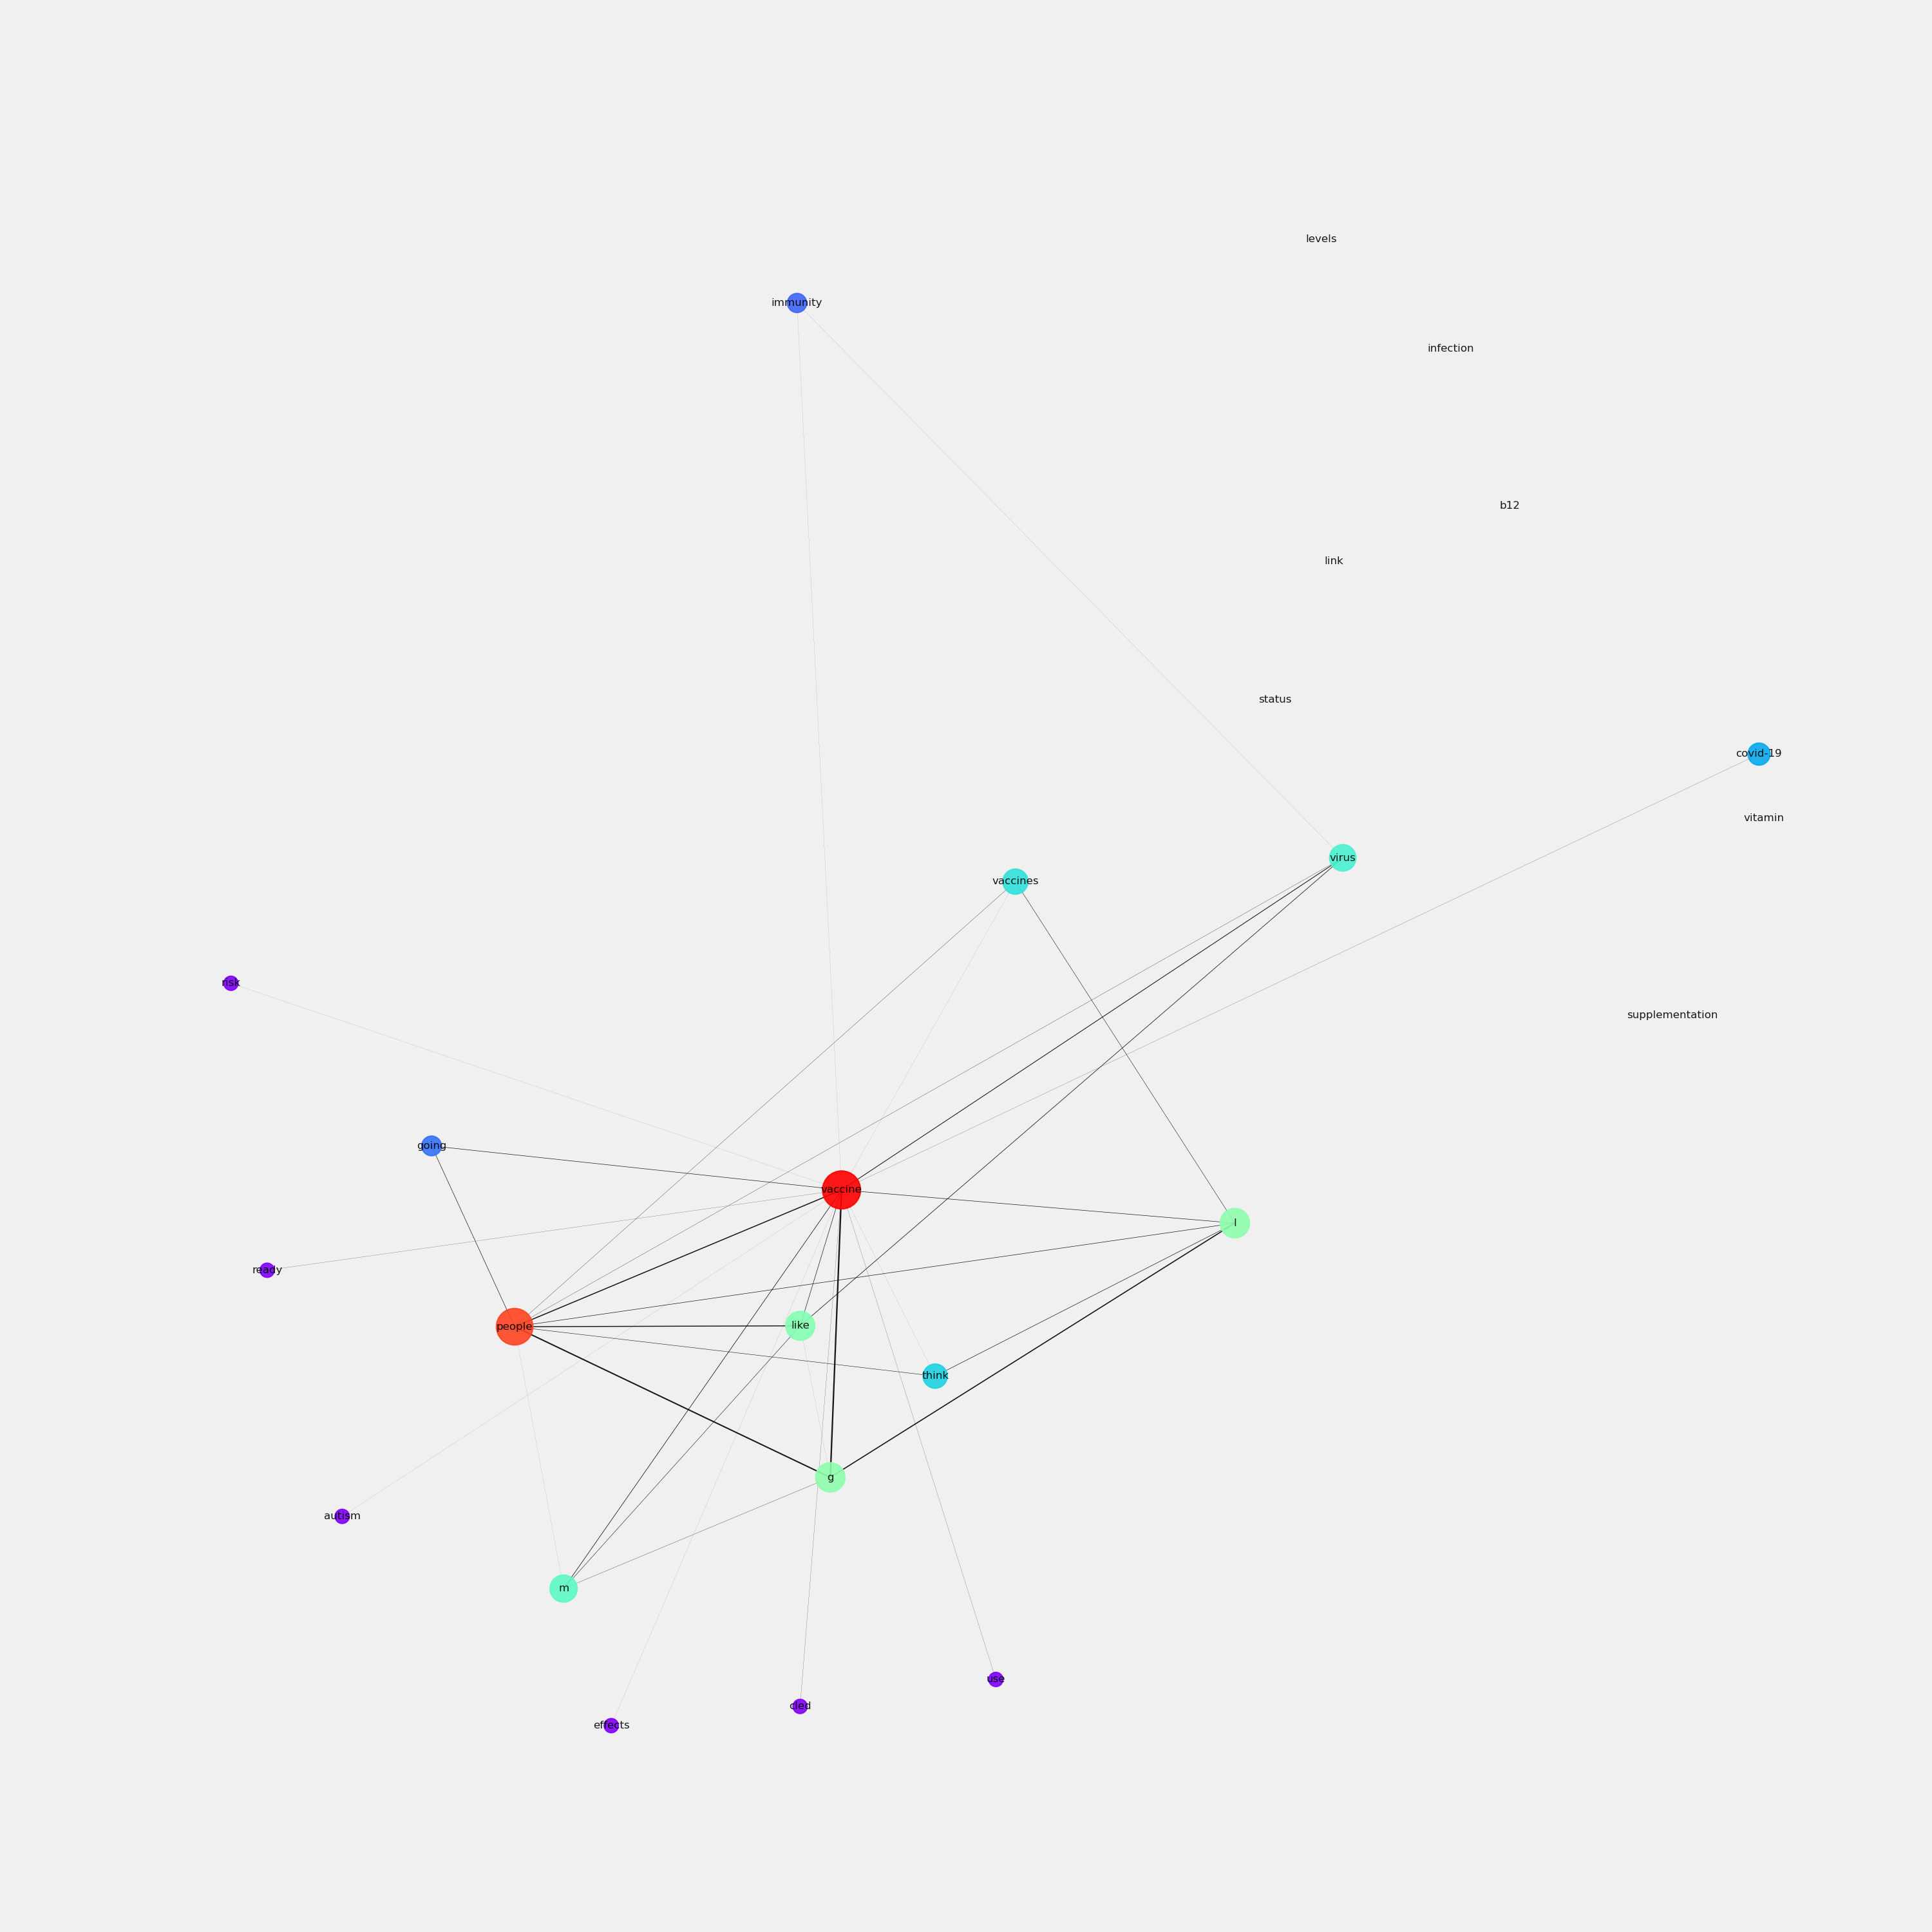 levels
immunity
infection
b12
link
status
covid-19
vitamin
virus
vaccines
risk
supplementation
going
vaccine
I
ready
like
people
think
g
autism
m
use
cled
effects